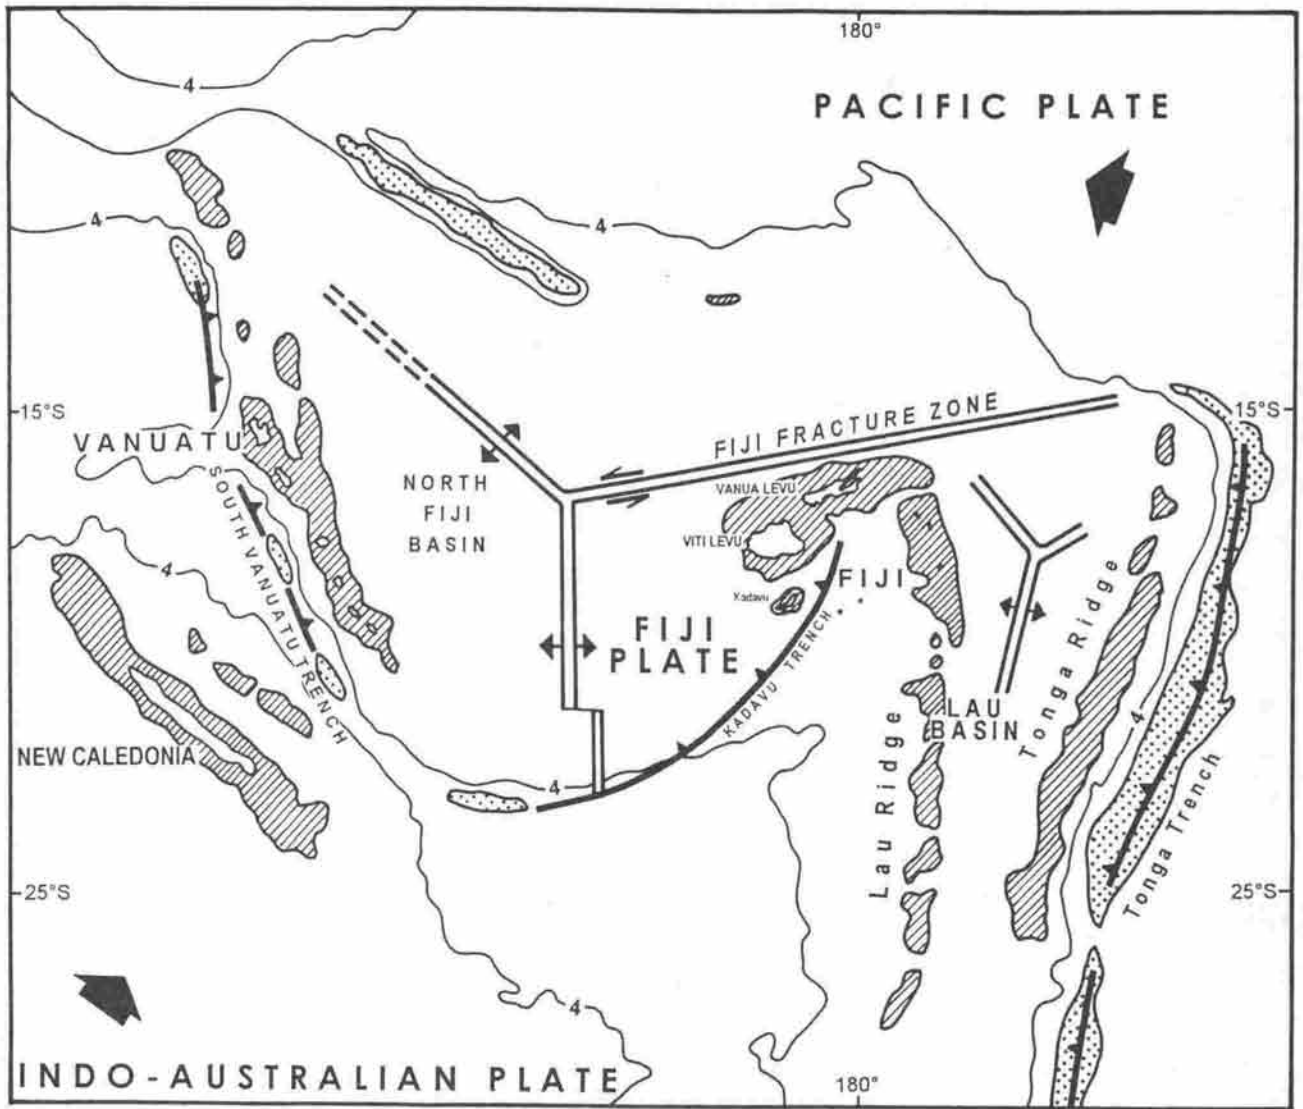 180°
PACIFIC PLATE
4
4
4
15°S
15°S
VANUATU
FIJI FRACTURE ZONE
SOUTH VANUATU TRENCH
NORTH
FIJI
BASIN
VANUA LEVU
VITI LEVU
4
FIJI
Kadavu
FIJI
PLATE
KADAVU TRENCH
Tonga Ridge
LAU
BASIN
Lau Ridge
4
NEW CALEDONIA
4
Tonga Trench
25°S
25°S
4
INDO-AUSTRALIAN PLATE
180°